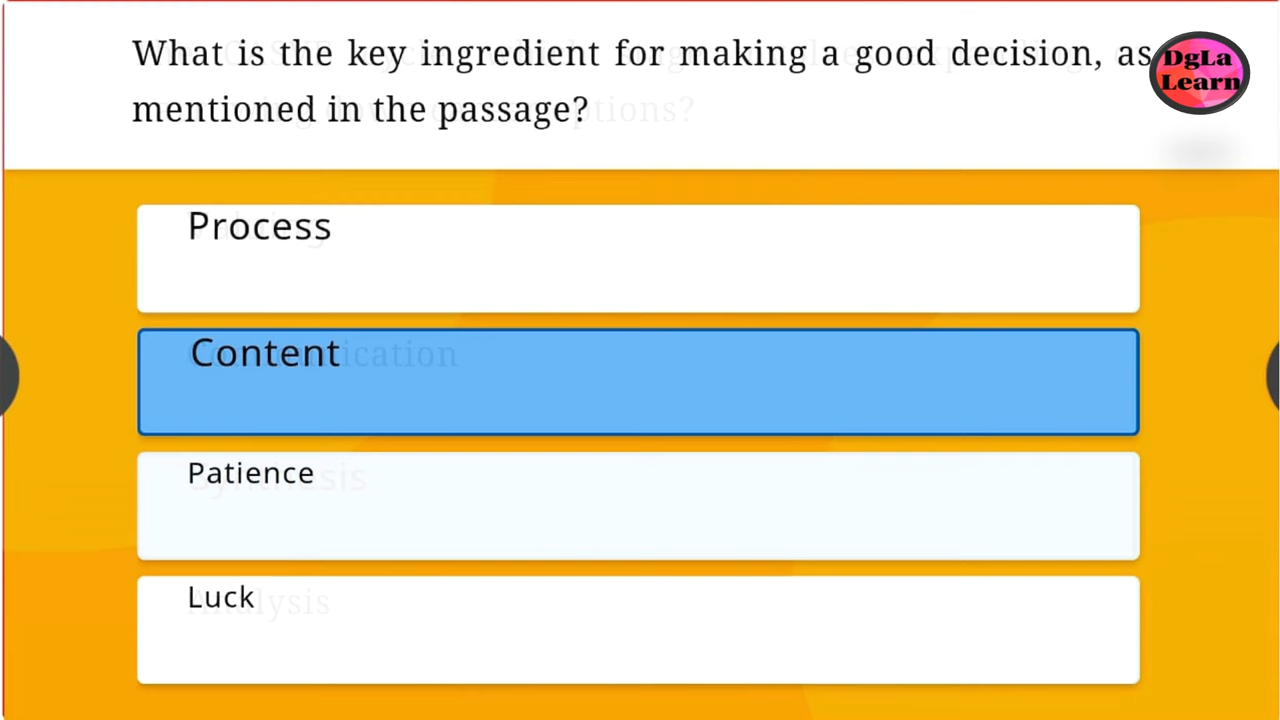 What is the key ingredient for making a good decision, as
mentioned in the passage?
DgLa
Learn
Process
Content
Patience
Luck